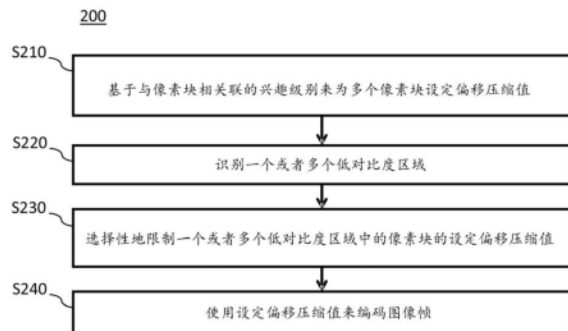 200
S210
基于与像素块相关联的兴趣级别来为多个像素块设定偏移压缩值
S220
识别一个或者多个低对比度区域
S230
选择性地限制一个或者多个低对比度区域中的像素块的设定偏移压缩值
S240
使用设定偏移压缩值来编码图像帧